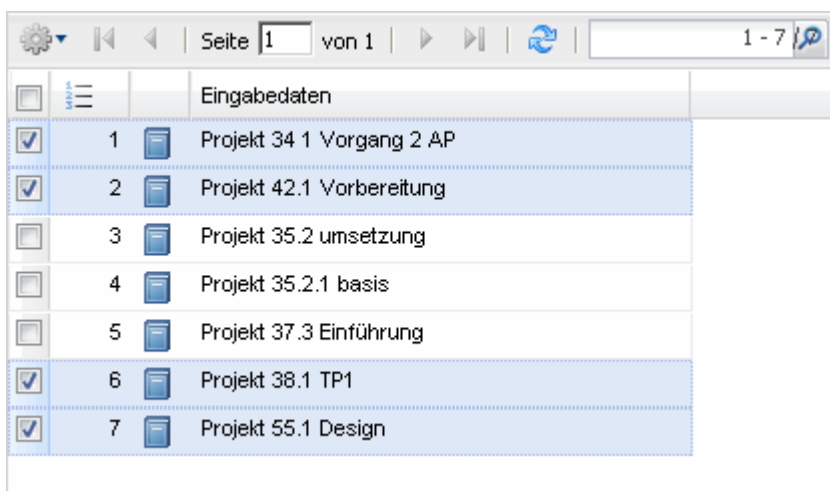 Seite 1 von 1 1 - 7
Eingabedaten
1 Projekt 34 1 Vorgang 2 AP
2 Projekt 42.1 Vorbereitung
3 Projekt 35.2 umsetzung
4 Projekt 35.2.1 basis
5 Projekt 37.3 Einführung
6 Projekt 38.1 TP1
7 Projekt 55.1 Design